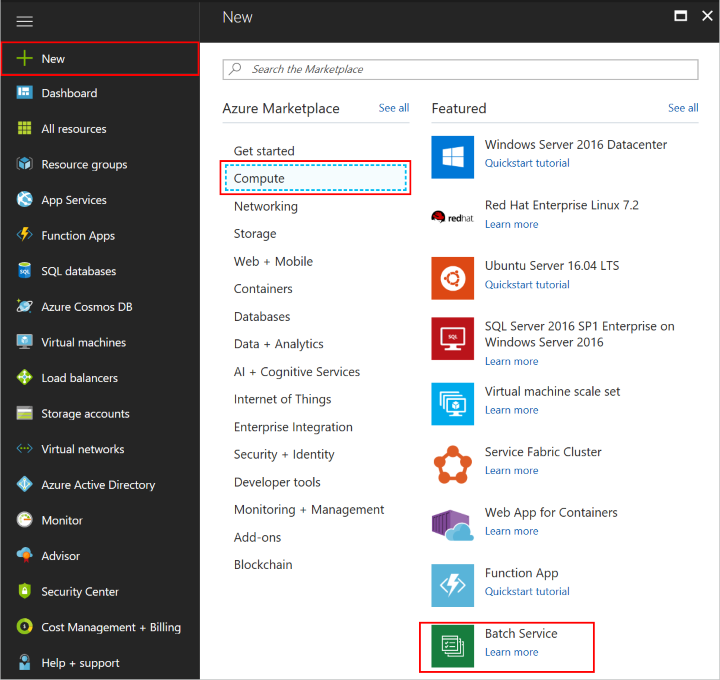 New
Dashboard
All resources
Resource groups
App Services
Function Apps
SQL
SQL databases
Azure Cosmos DB
Virtual machines
Load balancers
Storage accounts
Virtual networks
Azure Active Directory
Monitor
Advisor
Security Center
Cost Management + Billing
Help + support
New
Search the Marketplace
Azure Marketplace See all
Get started
Compute
Networking
Storage
Web + Mobile
Containers
Databases
Data + Analytics
AI + Cognitive Services
Internet of Things
Enterprise Integration
Security + Identity
Developer tools
Monitoring + Management
Add-ons
Blockchain
Featured See all
Windows Server 2016 Datacenter
Quickstart tutorial
redhat
Red Hat Enterprise Linux 7.2
Learn more
Ubuntu Server 16.04 LTS
Quickstart tutorial
SQL
SQL Server 2016 SP1 Enterprise on
Windows Server 2016
Learn more
Virtual machine scale set
Learn more
Service Fabric Cluster
Learn more
Web App for Containers
Learn more
Function App
Quickstart tutorial
Batch Service
Learn more